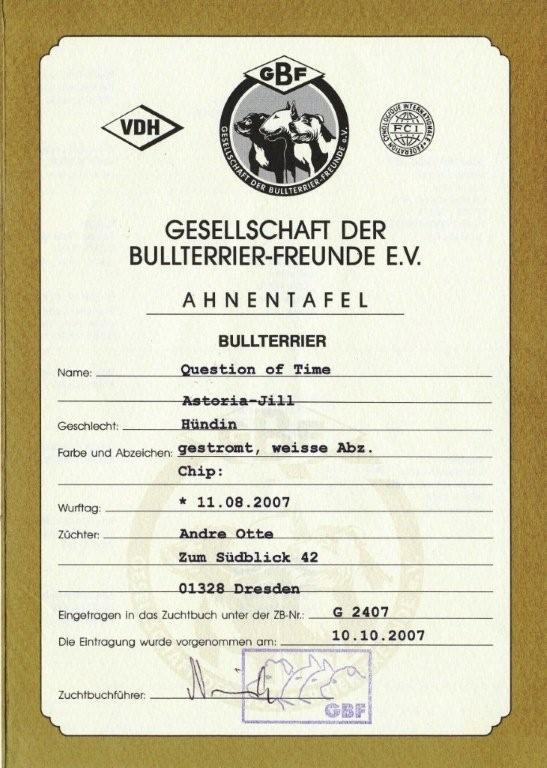 GBF
VDH
GESELLSCHAFT DER BULLTERRIER-FREUNDE e.V.
FEDERATION CYNOLOGIQUE INTERNATIONALE
FCI
GESELLSCHAFT DER
BULLTERRIER-FREUNDE E.V.
AHNENTAFEL
BULLTERRIER
Name: Question of Time
Astoria-Jill
Geschlecht: Hündin
Farbe und Abzeichen: gestromt, weisse Abz.
Chip:
Wurftag: * 11.08.2007
Züchter: Andre Otte
Zum Südblick 42
01328 Dresden
Eingetragen in das Zuchtbuch unter der ZB-Nr.: G 2407
Die Eintragung wurde vorgenommen am: 10.10.2007
Zuchtbuchführer:
GBF